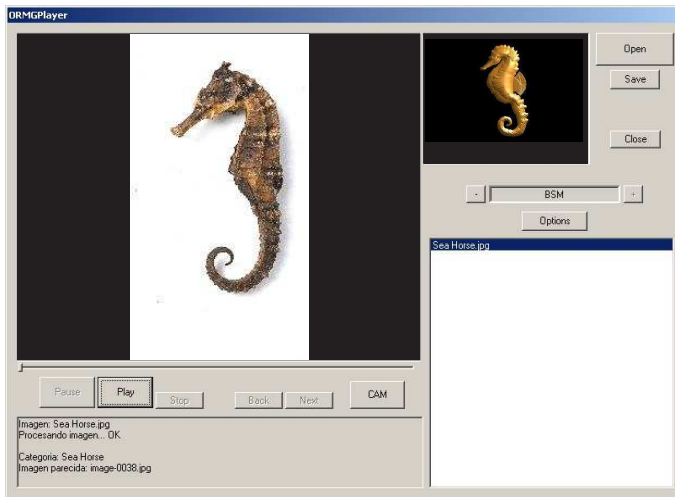 ORMGPlayer
Open
Save
Close
- BSM +
Options
Sea Horse.jpg
Pause Play Stop Back Next CAM
Imagen: Sea Horse.jpg
Procesando imagen... OK
Categoria: Sea Horse
Imagen parecida: image-0038.jpg